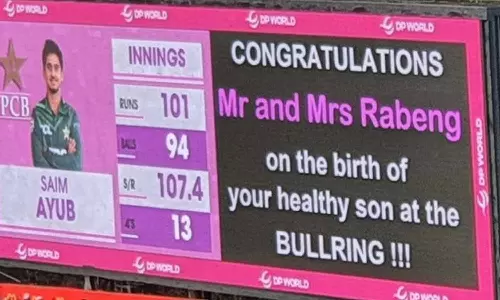 DP WORLD DP WORLD DP WORLD DP WORLD
PCB
SAIM
AYUB
INNINGS
RUNS 101
BALLS 94
S/R 107.4
4'S 13
CONGRATULATIONS
Mr and Mrs Rabeng
on the birth of
your healthy son at the
BULLRING !!!
DP WORLD
DP WORLD DP WORLD DP WORLD DP WORLD